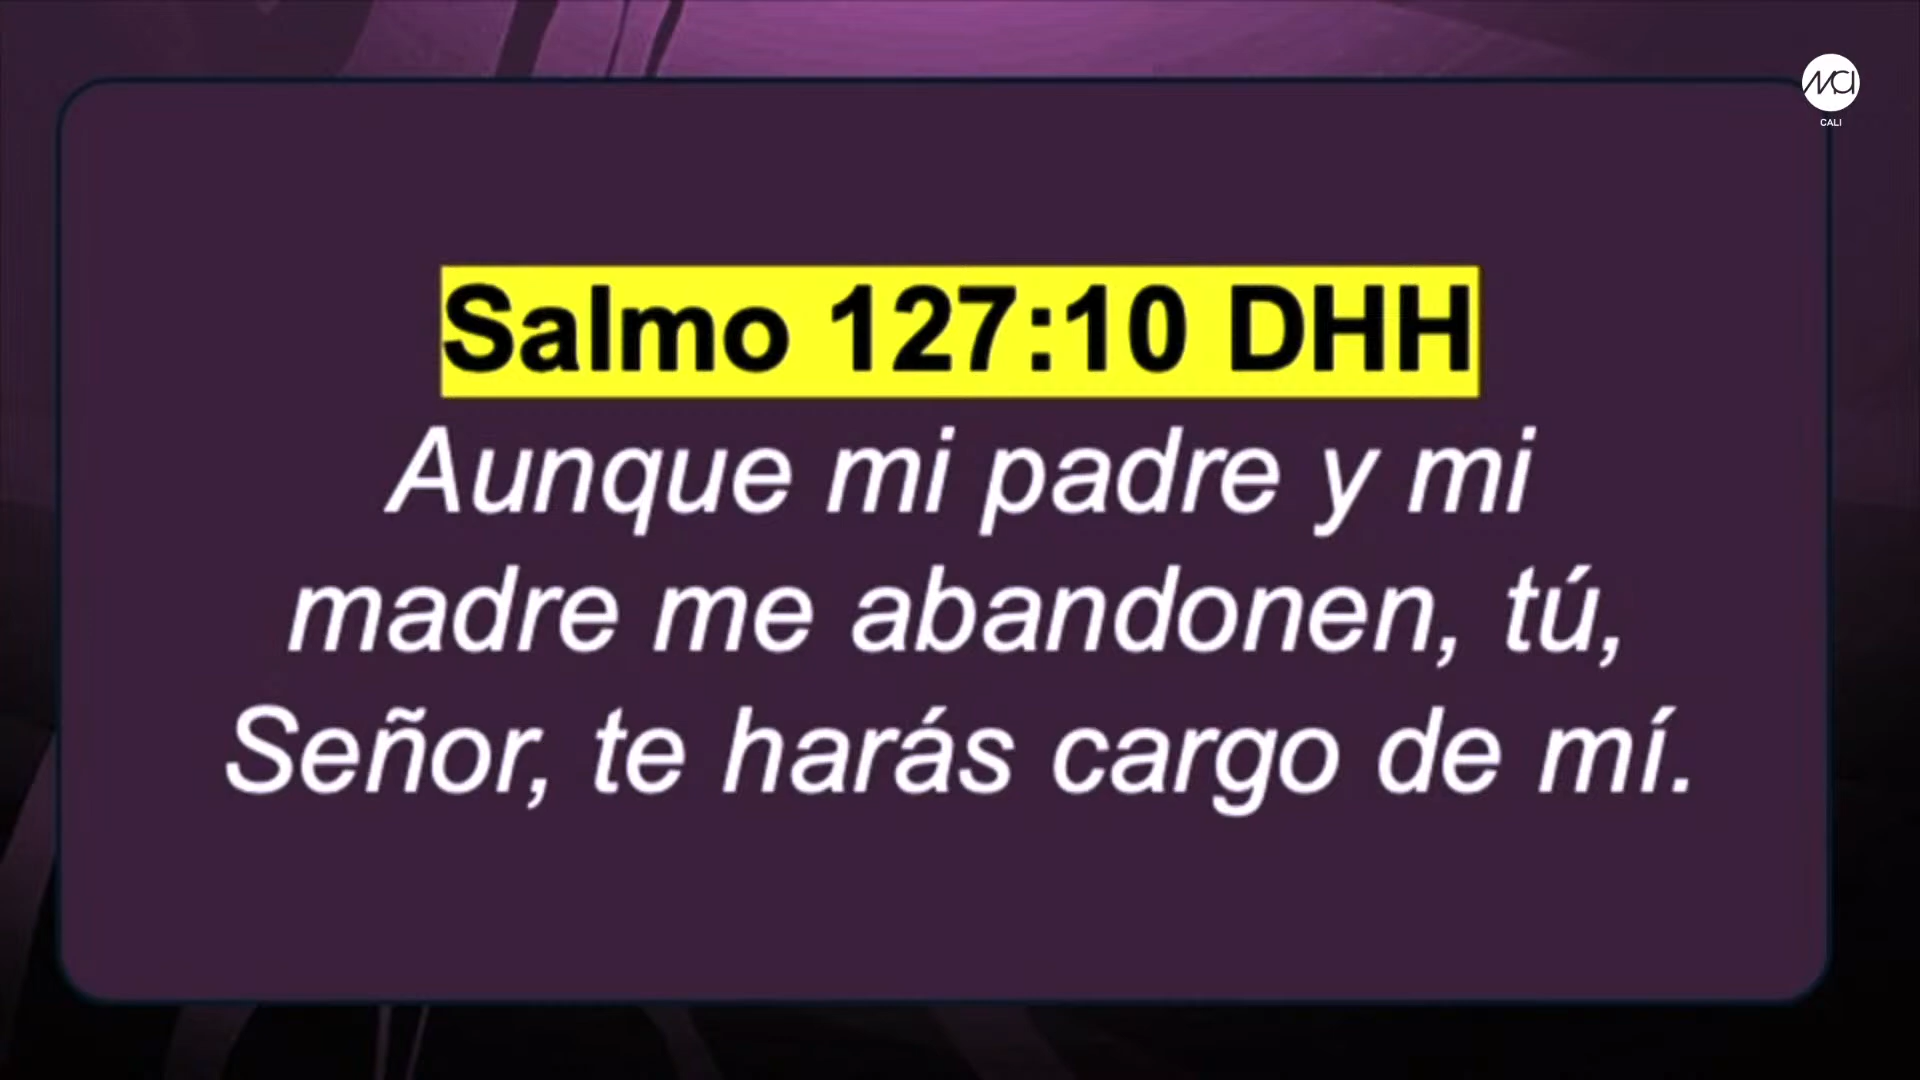 MCI
CALI
Salmo 127:10 DHH
Aunque mi padre y mi
madre me abandonen, tú,
Señor, te harás cargo de mí.